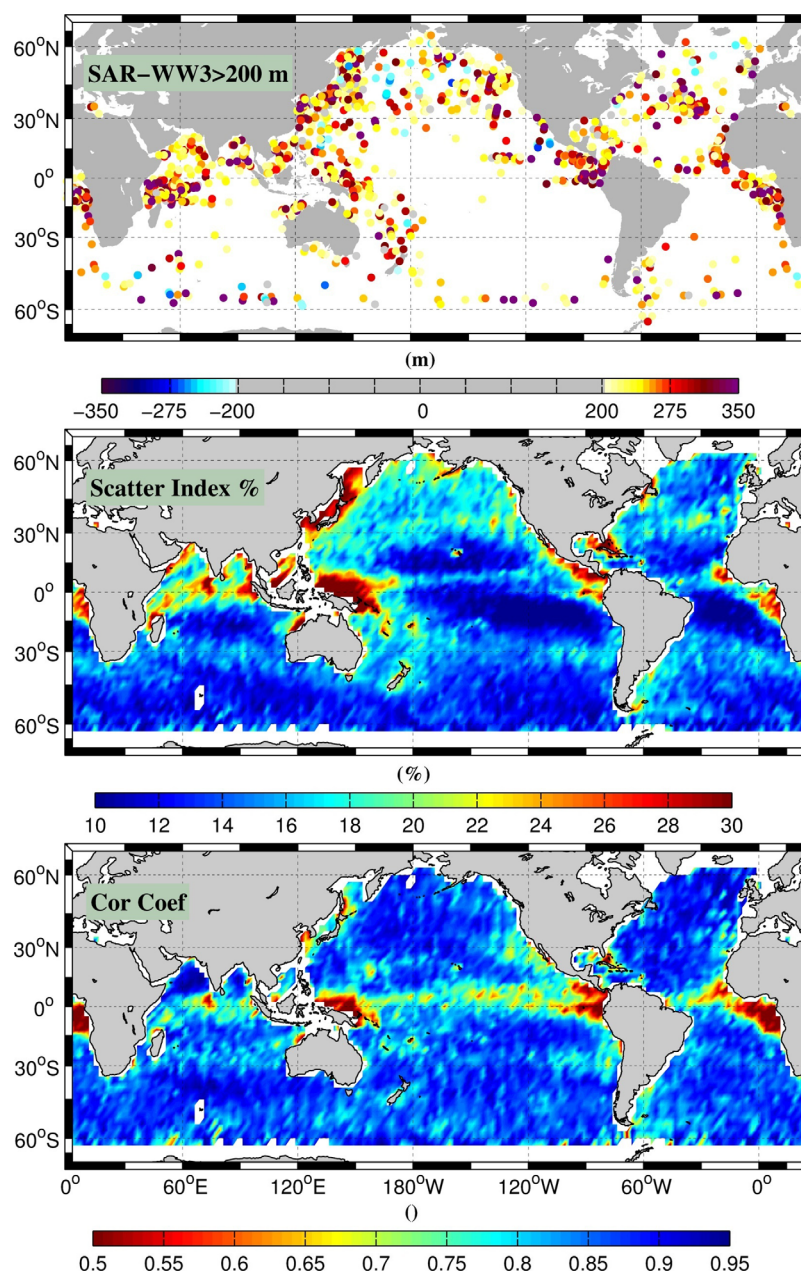 60°N
SAR-WW3>200 m
30°N
0°
30°S
60°S
(m)
-350 -275 -200 0 200 275 350
60°N
Scatter Index %
30°N
0°
30°S
60°S
(%)
10 12 14 16 18 20 22 24 26 28 30
60°N
Cor Coef
30°N
0°
30°S
60°S
0° 60°E 120°E 180°W 120°W 60°W 0°
()
0.5 0.55 0.6 0.65 0.7 0.75 0.8 0.85 0.9 0.95